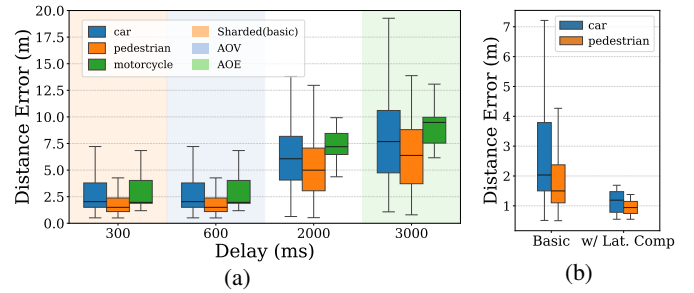 (a)
Distance Error (m)
20.0
17.5
15.0
12.5
10.0
7.5
5.0
2.5
0.0
car
pedestrian
motorcycle
Sharded(basic)
AOV
AOE
300
600
2000
3000
Delay (ms)
(a)
(b)
Distance Error (m)
7
6
5
4
3
2
1
car
pedestrian
Basic
w/ Lat. Comp
(b)